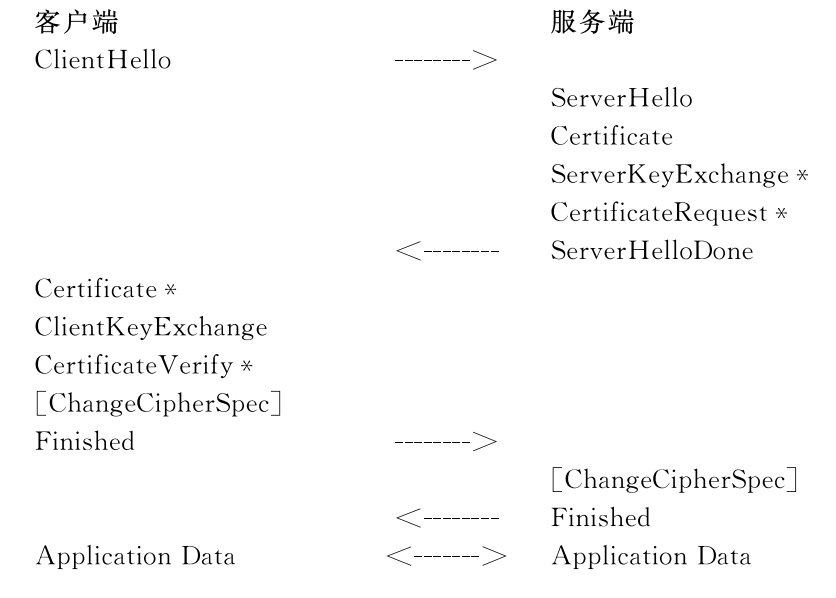 客户端 服务端
ClientHello -------->
ServerHello
Certificate
ServerKeyExchange *
CertificateRequest *
<-------- ServerHelloDone
Certificate *
ClientKeyExchange
CertificateVerify *
[ChangeCipherSpec]
Finished -------->
[ChangeCipherSpec]
<-------- Finished
Application Data <-------> Application Data